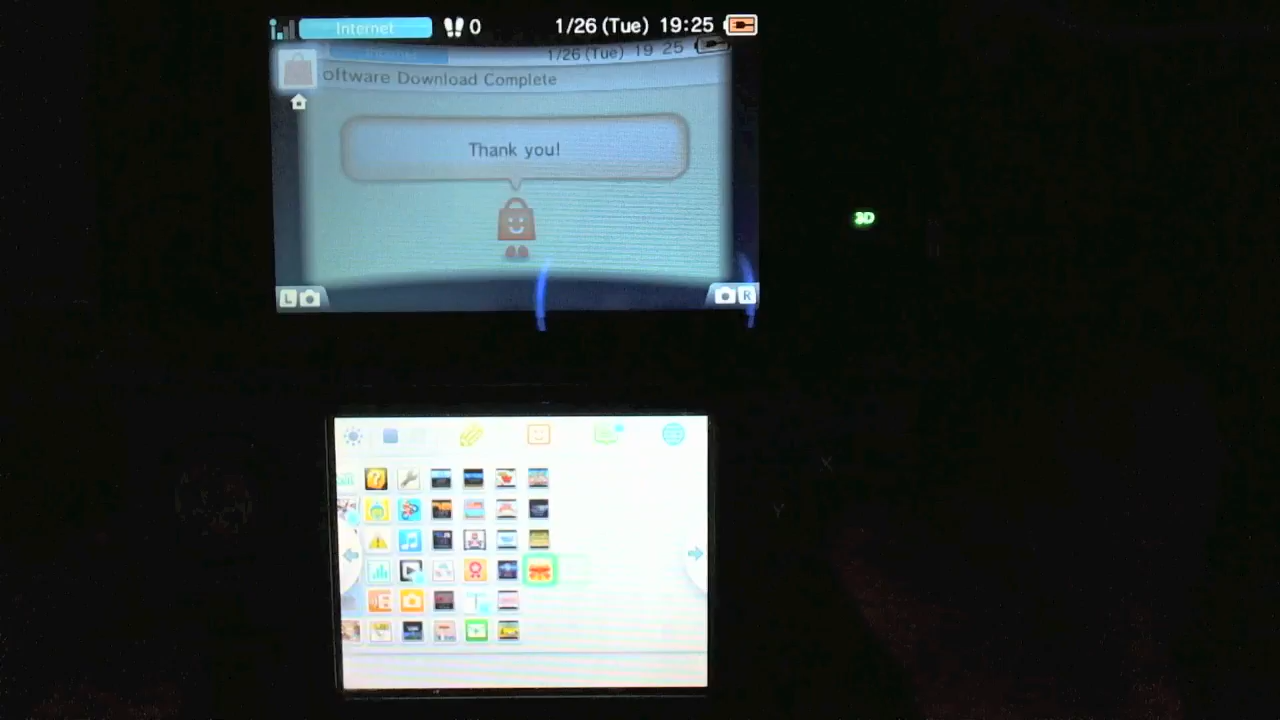 Internet 0 1/26 (Tue) 19:25
1/26 (Tue) 19 25
oftware Download Complete
Thank you!
L R
3D
X
Y